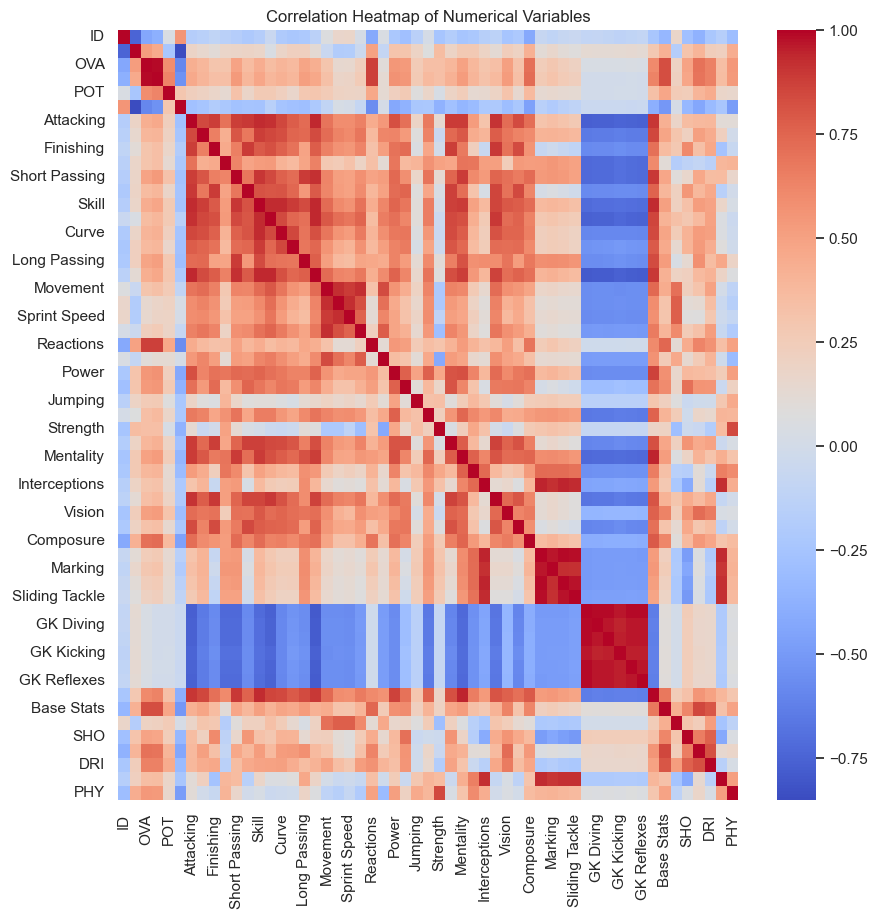 Correlation Heatmap of Numerical Variables
ID
OVA
POT
Attacking
Finishing
Short Passing
Skill
Curve
Long Passing
Movement
Sprint Speed
Reactions
Power
Jumping
Strength
Mentality
Interceptions
Vision
Composure
Marking
Sliding Tackle
GK Diving
GK Kicking
GK Reflexes
Base Stats
SHO
DRI
PHY
ID
OVA
POT
Attacking
Finishing
Short Passing
Skill
Curve
Long Passing
Movement
Sprint Speed
Reactions
Power
Jumping
Strength
Mentality
Interceptions
Vision
Composure
Marking
Sliding Tackle
GK Diving
GK Kicking
GK Reflexes
Base Stats
SHO
DRI
PHY
1.00
0.75
0.50
0.25
0.00
−0.25
−0.50
−0.75